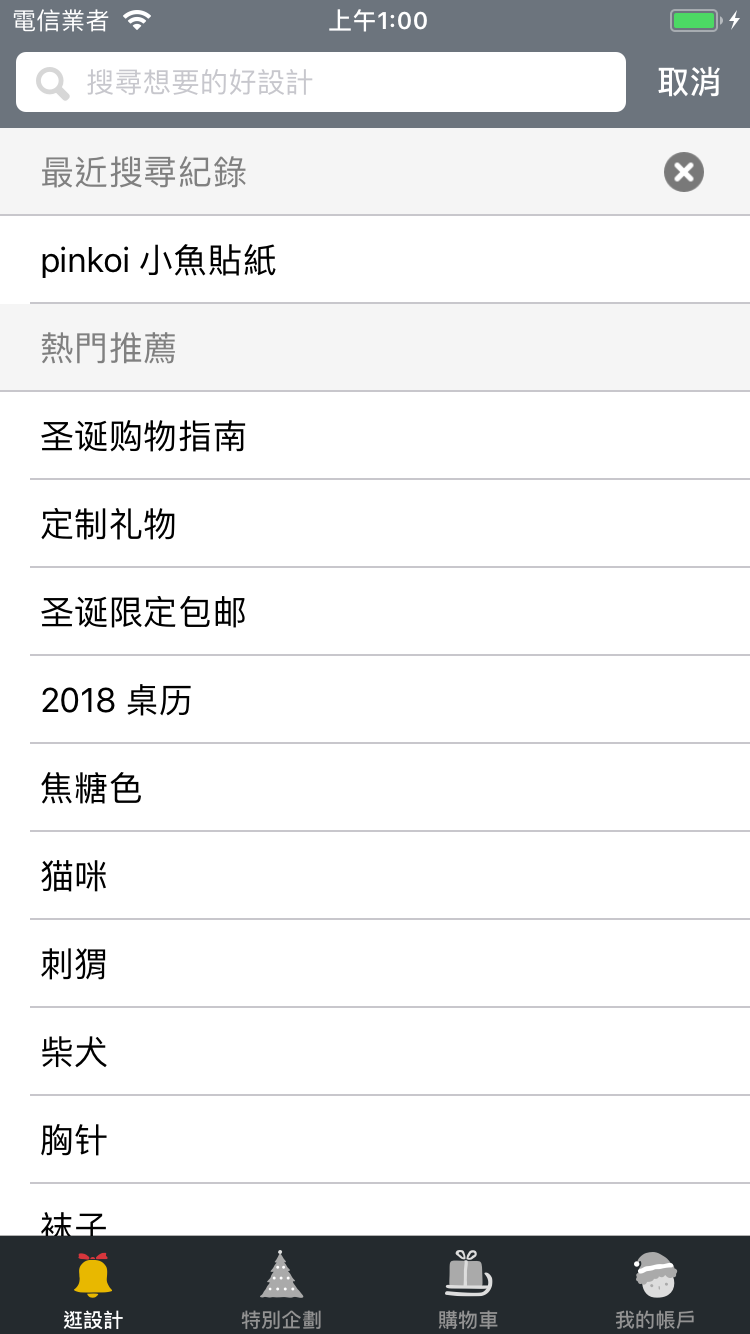 電信業者
上午1:00
搜尋想要的好設計
取消
最近搜尋紀錄
pinkoi 小魚貼紙
熱門推薦
圣诞购物指南
定制礼物
圣诞限定包邮
2018 桌历
焦糖色
猫咪
刺猬
柴犬
胸针
袜子
逛設計
特別企劃
購物車
我的帳戶